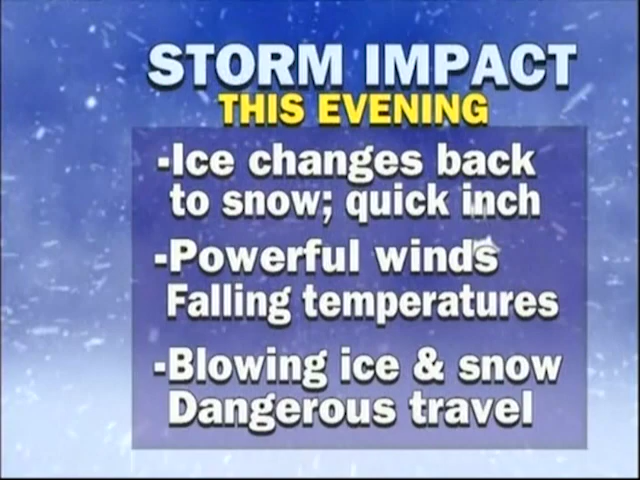 STORM IMPACT
THIS EVENING
-Ice changes back
to snow; quick inch
-Powerful winds
Falling temperatures
-Blowing ice & snow
Dangerous travel